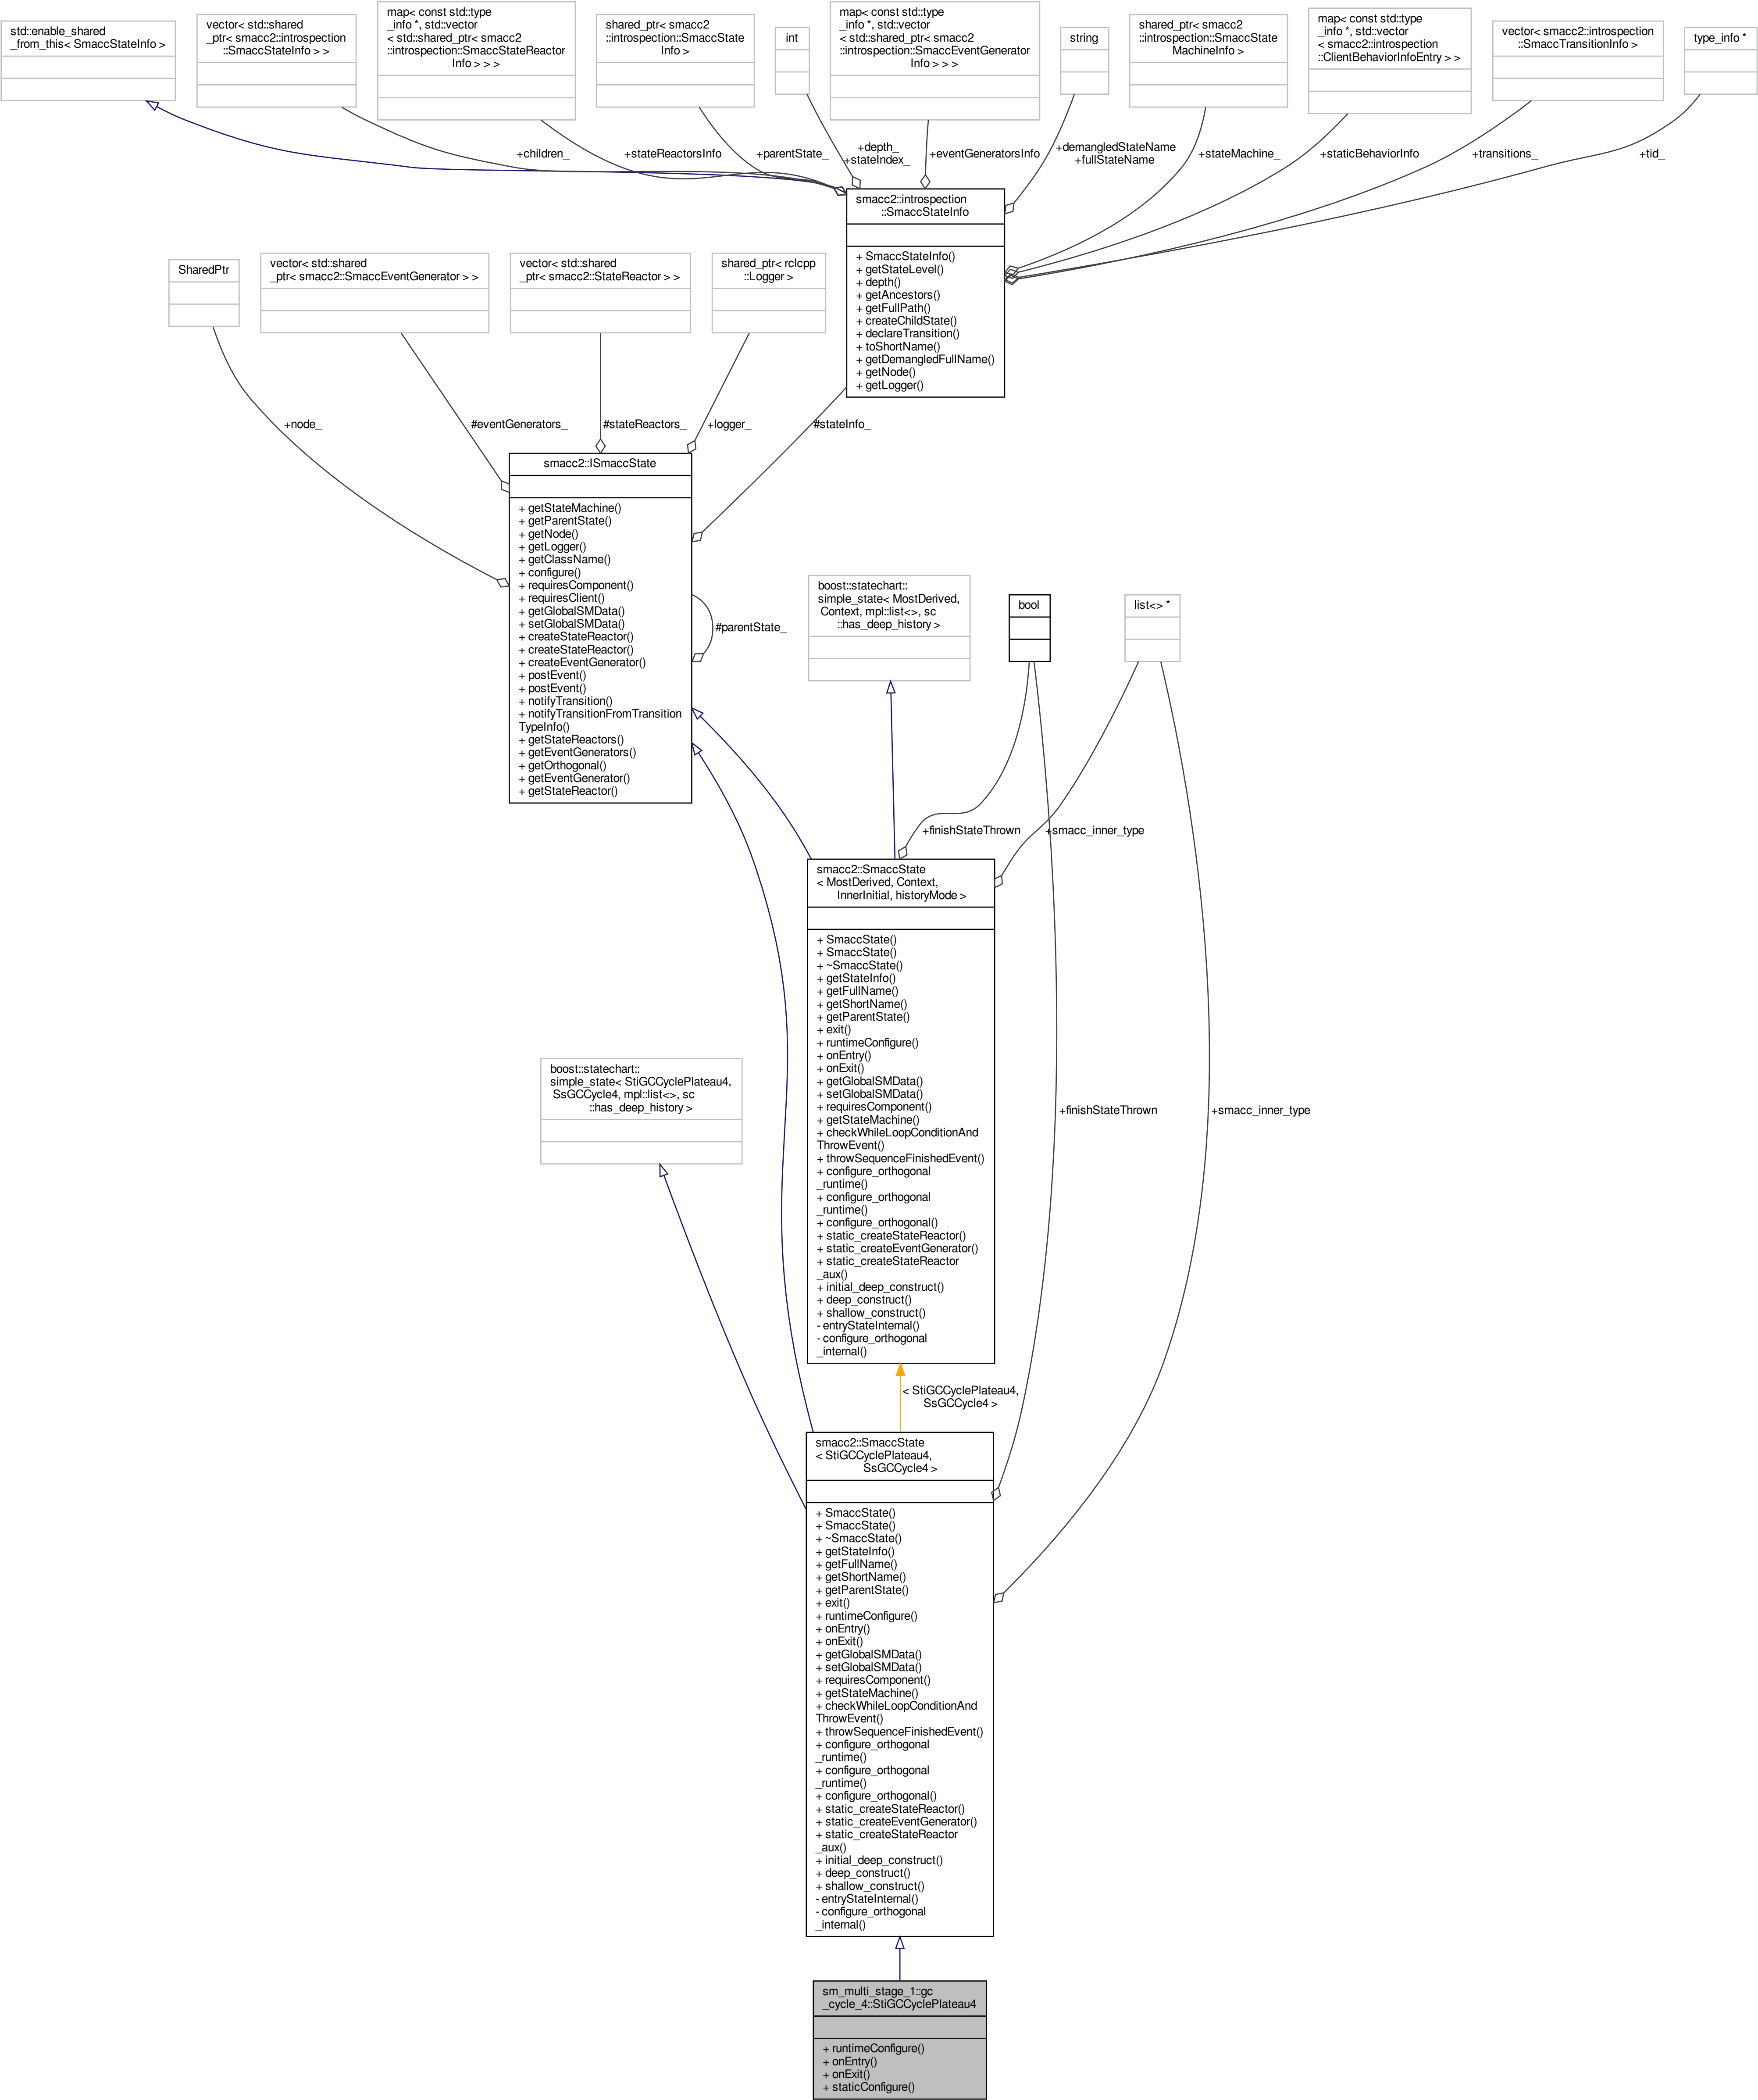 std::enable_shared
_from_this< SmaccStateInfo >
vector< std::shared
_ptr< smacc2::introspection
::SmaccStateInfo > >
map< const std::type
_info *, std::vector
< std::shared_ptr< smacc2
::introspection::SmaccStateReactor
Info > > >
shared_ptr< smacc2
::introspection::SmaccState
Info >
int
map< const std::type
_info *, std::vector
< std::shared_ptr< smacc2
::introspection::SmaccEventGenerator
Info > > >
string
shared_ptr< smacc2
::introspection::SmaccState
MachineInfo >
map< const std::type
_info *, std::vector
< smacc2::introspection
::ClientBehaviorInfoEntry > >
vector< smacc2::introspection
::SmaccTransitionInfo >
type_info *
+children_
+stateReactorsInfo
+parentState_
+depth_
+stateIndex_
+eventGeneratorsInfo
+demangledStateName
+fullStateName
+stateMachine_
+staticBehaviorInfo
+transitions_
+tid_
smacc2::introspection
::SmaccStateInfo
+ SmaccStateInfo()
+ getStateLevel()
+ depth()
+ getAncestors()
+ getFullPath()
+ createChildState()
+ declareTransition()
+ toShortName()
+ getDemangledFullName()
+ getNode()
+ getLogger()
SharedPtr
vector< std::shared
_ptr< smacc2::SmaccEventGenerator > >
vector< std::shared
_ptr< smacc2::StateReactor > >
shared_ptr< rclcpp
::Logger >
+node_
#eventGenerators_
#stateReactors_
+logger_
#stateInfo_
smacc2::ISmaccState
+ getStateMachine()
+ getParentState()
+ getNode()
+ getLogger()
+ getClassName()
+ configure()
+ requiresComponent()
+ requiresClient()
+ getGlobalSMData()
+ setGlobalSMData()
+ createStateReactor()
+ createStateReactor()
+ createEventGenerator()
+ postEvent()
+ postEvent()
+ notifyTransition()
+ notifyTransitionFromTransition
TypeInfo()
+ getStateReactors()
+ getEventGenerators()
+ getOrthogonal()
+ getEventGenerator()
+ getStateReactor()
#parentState_
boost::statechart::
simple_state< MostDerived,
Context, mpl::list<>, sc
::has_deep_history >
bool
list<> *
+finishStateThrown
+smacc_inner_type
smacc2::SmaccState
< MostDerived, Context,
InnerInitial, historyMode >
+ SmaccState()
+ SmaccState()
+ ~SmaccState()
+ getStateInfo()
+ getFullName()
+ getShortName()
+ getParentState()
+ exit()
+ runtimeConfigure()
+ onEntry()
+ onExit()
+ getGlobalSMData()
+ setGlobalSMData()
+ requiresComponent()
+ getStateMachine()
+ checkWhileLoopConditionAnd
ThrowEvent()
+ throwSequenceFinishedEvent()
+ configure_orthogonal
_runtime()
+ configure_orthogonal
_runtime()
+ configure_orthogonal()
+ static_createStateReactor()
+ static_createEventGenerator()
+ static_createStateReactor
_aux()
+ initial_deep_construct()
+ deep_construct()
+ shallow_construct()
- entryStateInternal()
- configure_orthogonal
_internal()
boost::statechart::
simple_state< StiGCCyclePlateau4,
SsGCCycle4, mpl::list<>, sc
::has_deep_history >
+finishStateThrown
+smacc_inner_type
< StiGCCyclePlateau4,
SsGCCycle4 >
smacc2::SmaccState
< StiGCCyclePlateau4,
SsGCCycle4 >
+ SmaccState()
+ SmaccState()
+ ~SmaccState()
+ getStateInfo()
+ getFullName()
+ getShortName()
+ getParentState()
+ exit()
+ runtimeConfigure()
+ onEntry()
+ onExit()
+ getGlobalSMData()
+ setGlobalSMData()
+ requiresComponent()
+ getStateMachine()
+ checkWhileLoopConditionAnd
ThrowEvent()
+ throwSequenceFinishedEvent()
+ configure_orthogonal
_runtime()
+ configure_orthogonal
_runtime()
+ configure_orthogonal()
+ static_createStateReactor()
+ static_createEventGenerator()
+ static_createStateReactor
_aux()
+ initial_deep_construct()
+ deep_construct()
+ shallow_construct()
- entryStateInternal()
- configure_orthogonal
_internal()
sm_multi_stage_1::gc
_cycle_4::StiGCCyclePlateau4
+ runtimeConfigure()
+ onEntry()
+ onExit()
+ staticConfigure()